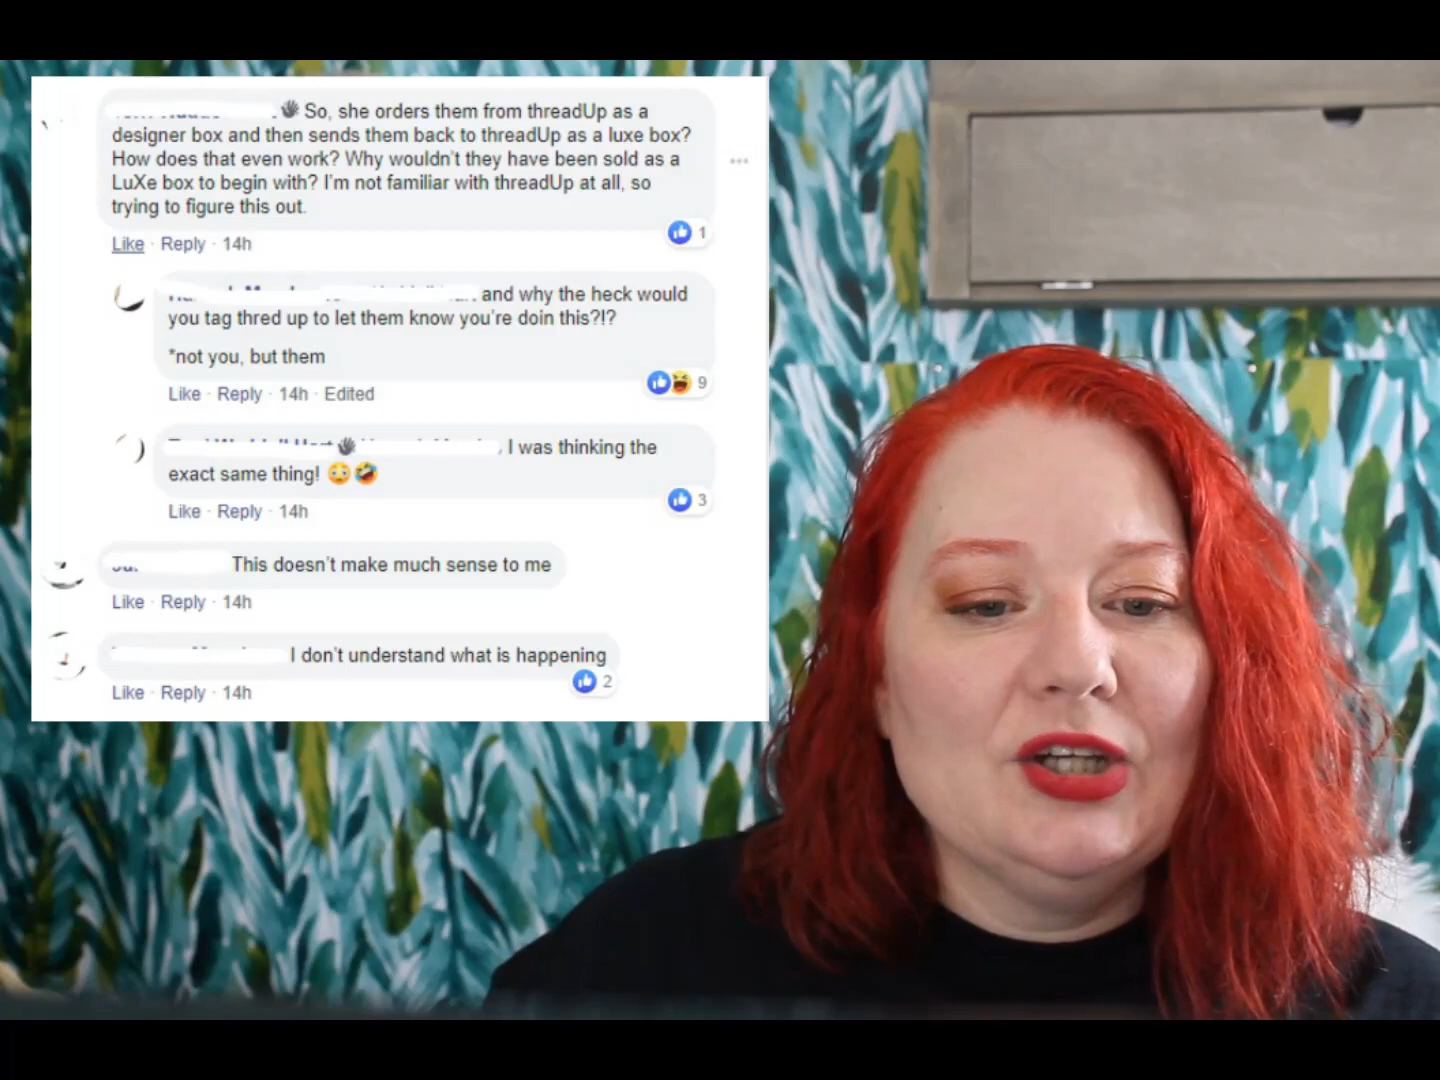 So, she orders them from threadUp as a
designer box and then sends them back to threadUp as a luxe box?
How does that even work? Why wouldn't they have been sold as a
LuXe box to begin with? I'm not familiar with threadUp at all, so
trying to figure this out.
1
Like · Reply · 14h
and why the heck would
you tag thred up to let them know you're doin this?!?
*not you, but them
9
Like · Reply · 14h · Edited
, I was thinking the
exact same thing! 😳🤣
3
Like · Reply · 14h
This doesn't make much sense to me
Like · Reply · 14h
I don't understand what is happening
2
Like · Reply · 14h